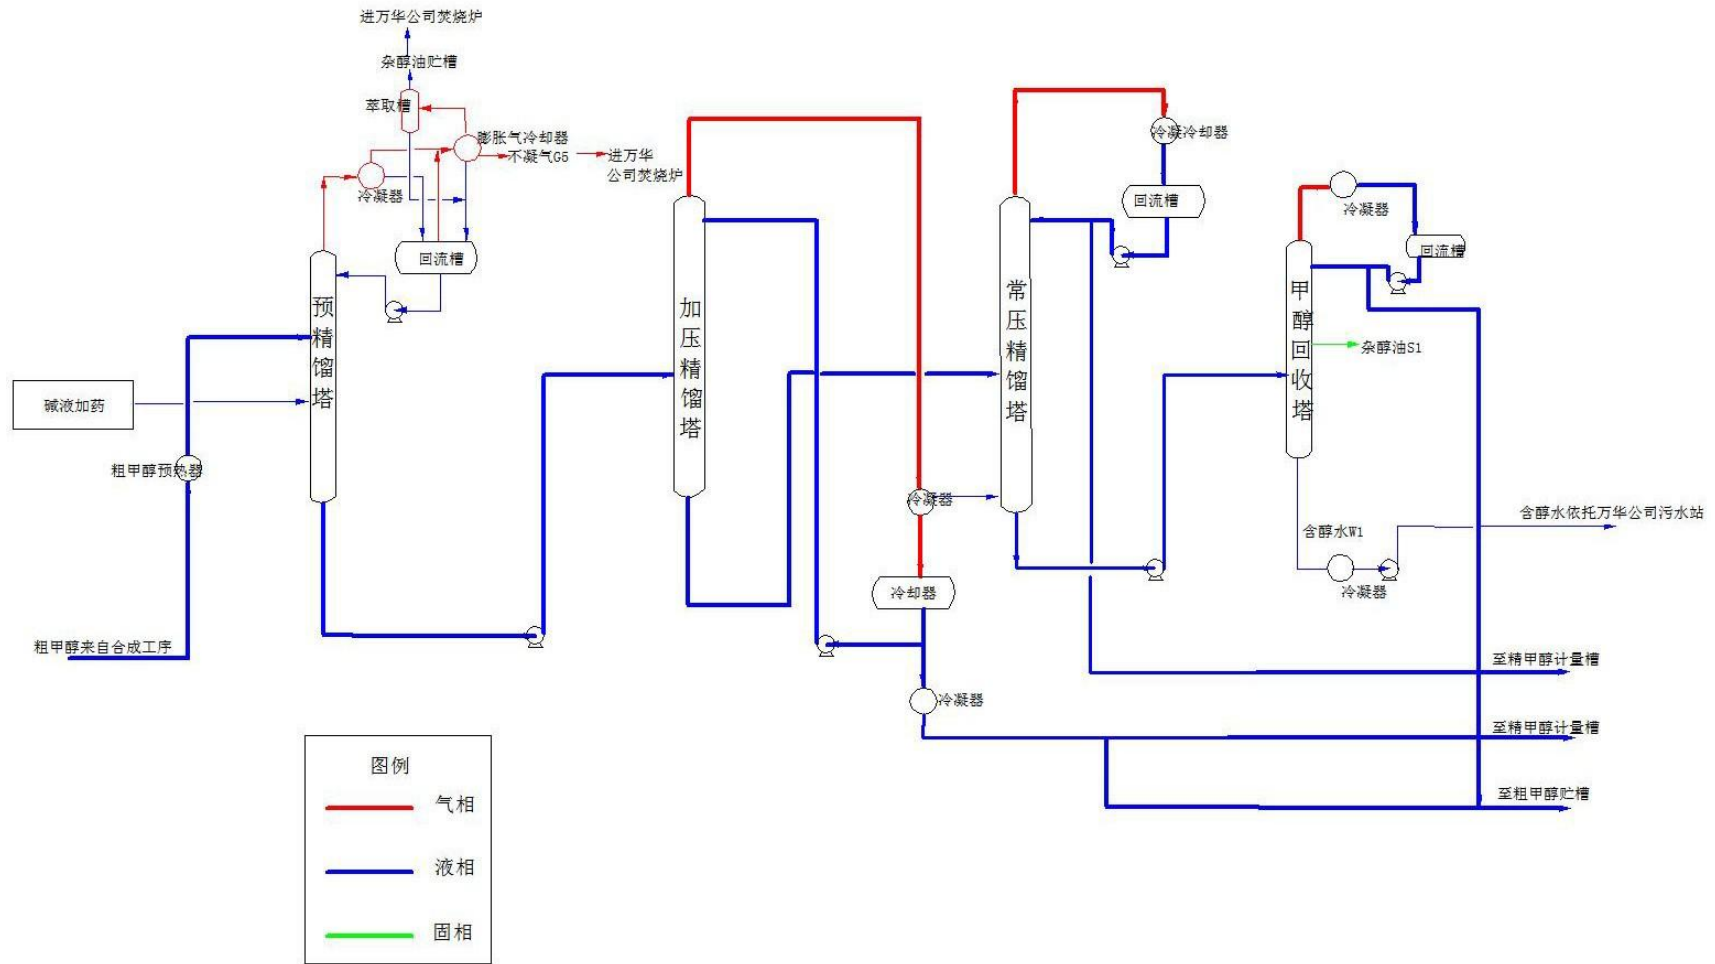 进万华公司焚烧炉
杂醇油贮槽
萃取槽
膨胀气冷却器
不凝气G5
进万华
公司焚烧炉
冷凝器
回流槽
冷凝冷却器
回流槽
冷凝器
回流槽
预精馏塔
加压精馏塔
常压精馏塔
甲醇回收塔
杂醇油S1
碱液加药
粗甲醇预热器
冷凝器
含醇水依托万华公司污水站
含醇水W1
冷凝器
冷却器
粗甲醇来自合成工序
至精甲醇计量槽
冷凝器
至精甲醇计量槽
至粗甲醇贮槽
图例
气相
液相
固相